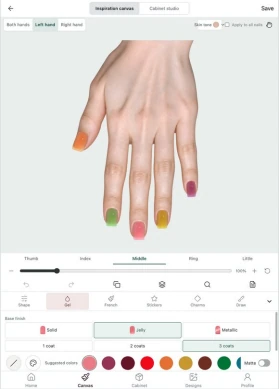 Inspiration canvas
Cabinet studio
Save
Both hands
Left hand
Right hand
Skin tone
Apply to all nails
Thumb
Index
Middle
Ring
Little
100%
Shape
Gel
French
Stickers
Charms
Draw
Base finish
Solid
Jelly
Metallic
1 coat
2 coats
3 coats
Suggested colors
Matte
Home
Canvas
Cabinet
Designs
Profile